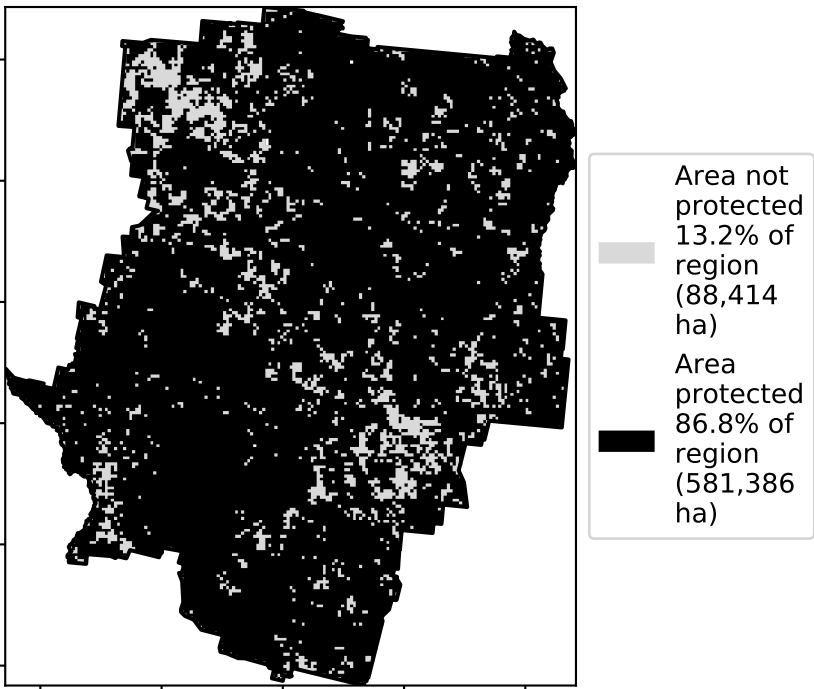 Area not
protected
13.2% of
region
(88,414
ha)
Area
protected
86.8% of
region
(581,386
ha)